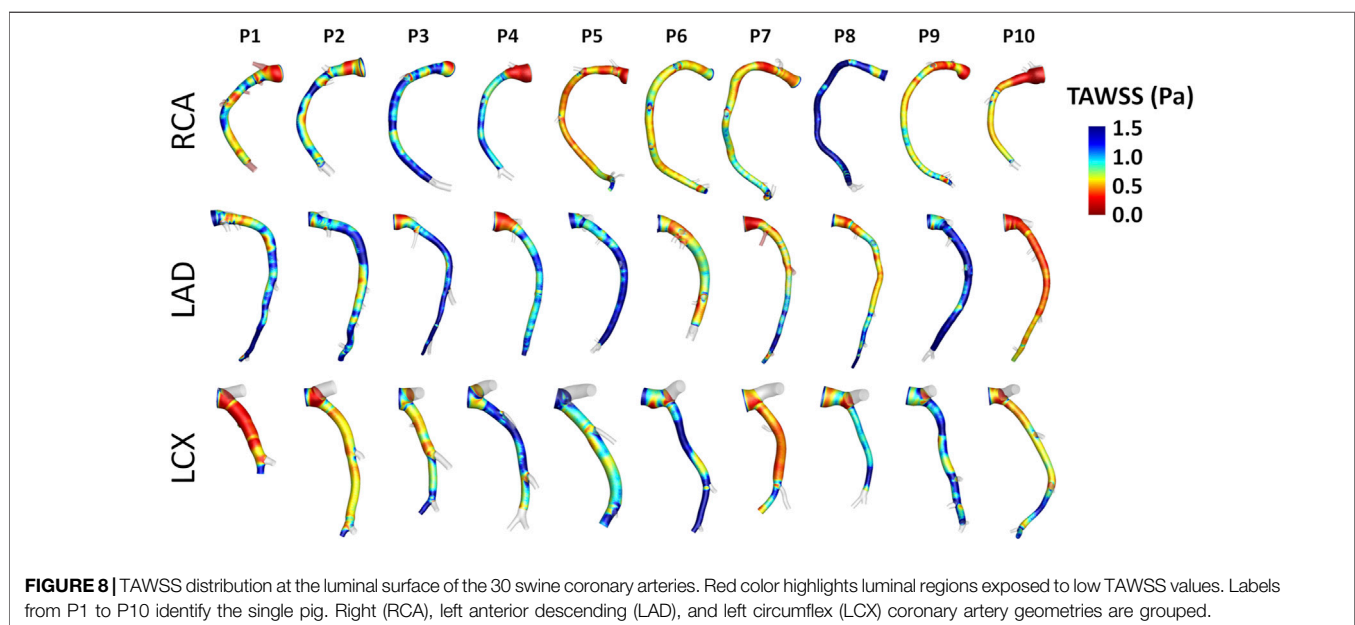 P1 P2 P3 P4 P5 P6 P7 P8 P9 P10
RCA
TAWSS (Pa)
1.5
1.0
0.5
0.0
LAD
LCX
FIGURE 8 | TAWSS distribution at the luminal surface of the 30 swine coronary arteries. Red color highlights luminal regions exposed to low TAWSS values. Labels
from P1 to P10 identify the single pig. Right (RCA), left anterior descending (LAD), and left circumflex (LCX) coronary artery geometries are grouped.